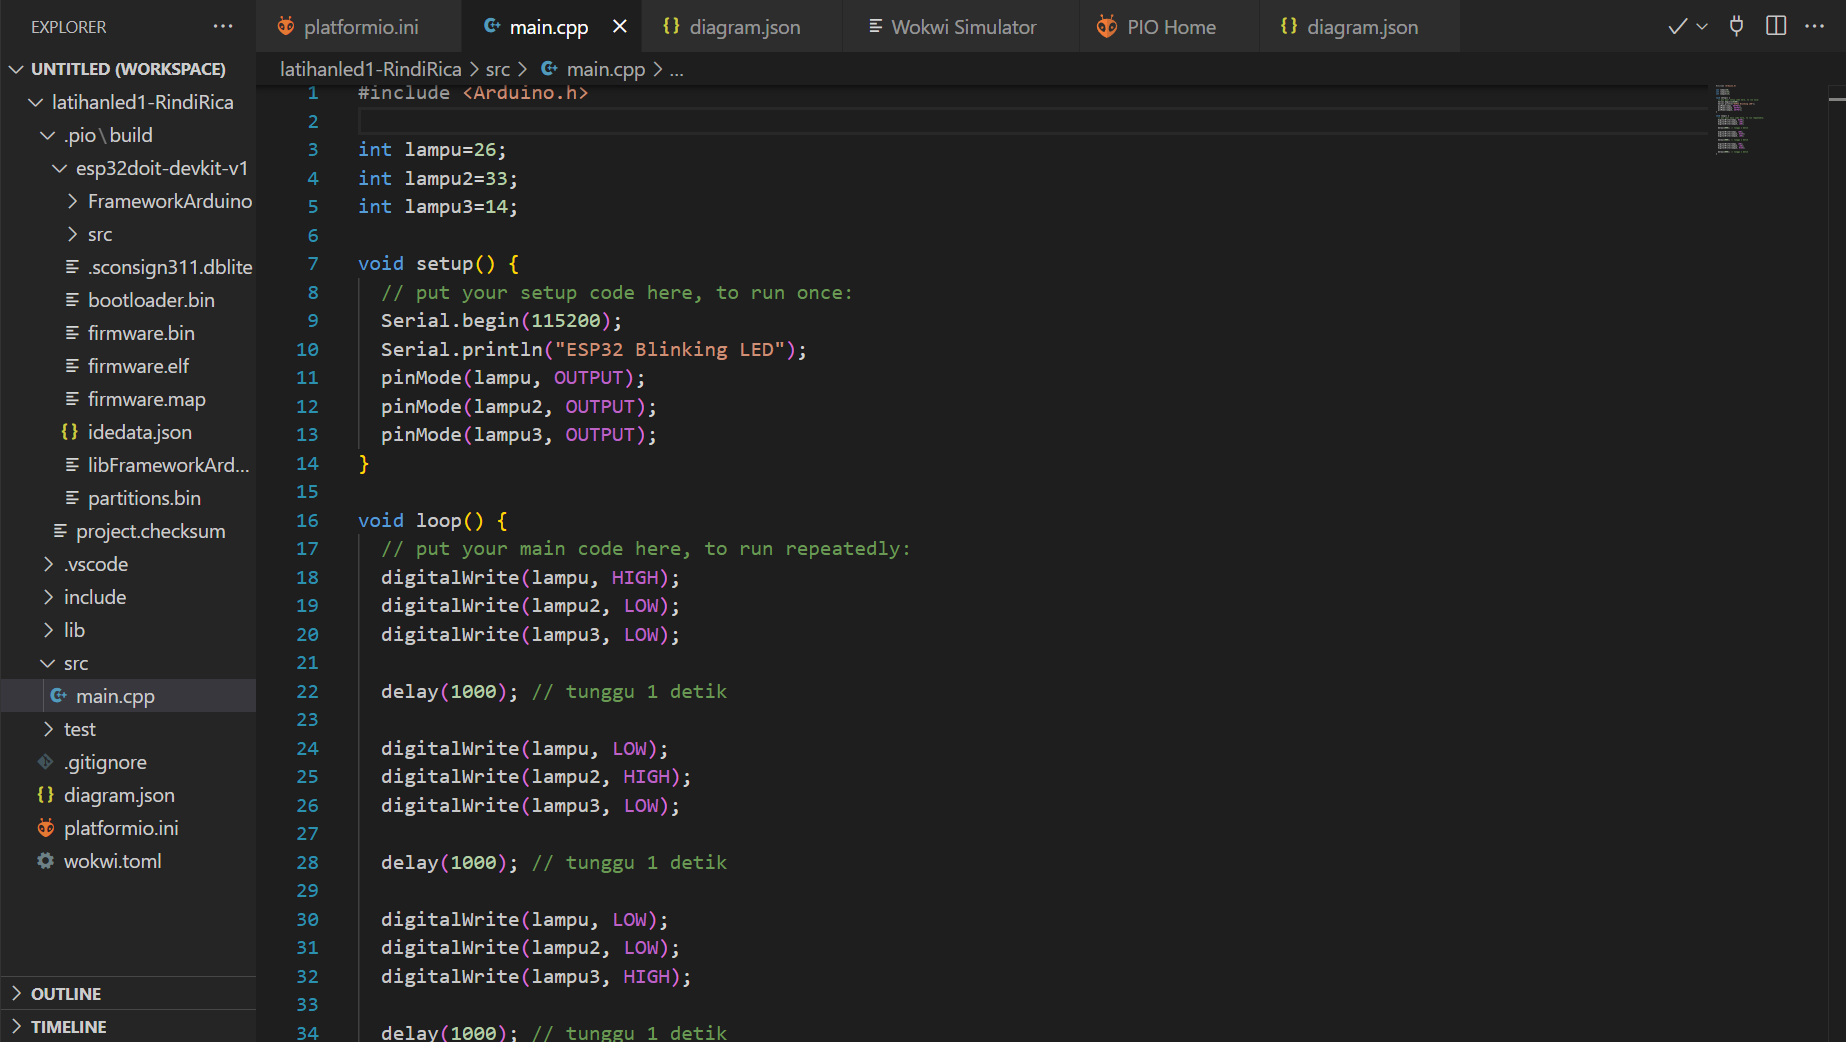 EXPLORER
platformio.ini
main.cpp
diagram.json
Wokwi Simulator
PIO Home
diagram.json
UNTITLED (WORKSPACE)
latihanled1-RindiRica
.pio\build
esp32doit-devkit-v1
FrameworkArduino
src
.sconsign311.dblite
bootloader.bin
firmware.bin
firmware.elf
firmware.map
idedata.json
libFrameworkArd...
partitions.bin
project.checksum
.vscode
include
lib
src
main.cpp
test
.gitignore
diagram.json
platformio.ini
wokwi.toml
OUTLINE
TIMELINE
latihanled1-RindiRica > src > main.cpp > ...
1 #include <Arduino.h>
2
3 int lampu=26;
4 int lampu2=33;
5 int lampu3=14;
6
7 void setup() {
8 // put your setup code here, to run once:
9 Serial.begin(115200);
10 Serial.println("ESP32 Blinking LED");
11 pinMode(lampu, OUTPUT);
12 pinMode(lampu2, OUTPUT);
13 pinMode(lampu3, OUTPUT);
14 }
15
16 void loop() {
17 // put your main code here, to run repeatedly:
18 digitalWrite(lampu, HIGH);
19 digitalWrite(lampu2, LOW);
20 digitalWrite(lampu3, LOW);
21
22 delay(1000); // tunggu 1 detik
23
24 digitalWrite(lampu, LOW);
25 digitalWrite(lampu2, HIGH);
26 digitalWrite(lampu3, LOW);
27
28 delay(1000); // tunggu 1 detik
29
30 digitalWrite(lampu, LOW);
31 digitalWrite(lampu2, LOW);
32 digitalWrite(lampu3, HIGH);
33
34 delay(1000); // tunggu 1 detik